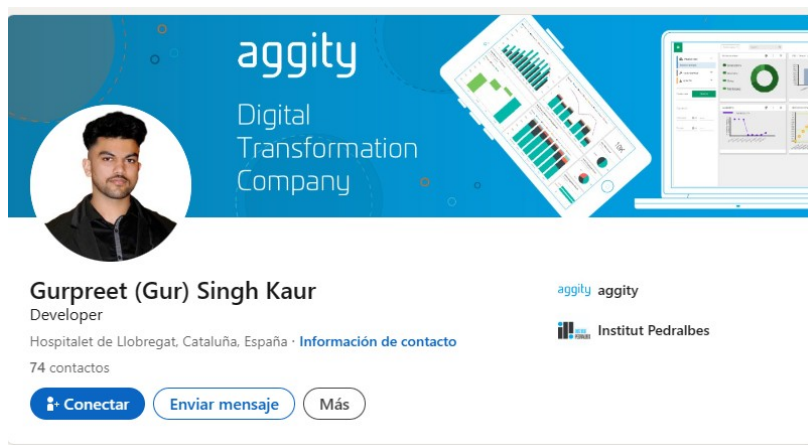 aggity
Digital
Transformation
Company
Gurpreet (Gur) Singh Kaur
Developer
Hospitalet de Llobregat, Cataluña, España · Información de contacto
74 contactos
Conectar
Enviar mensaje
Más
aggity aggity
Institut Pedralbes